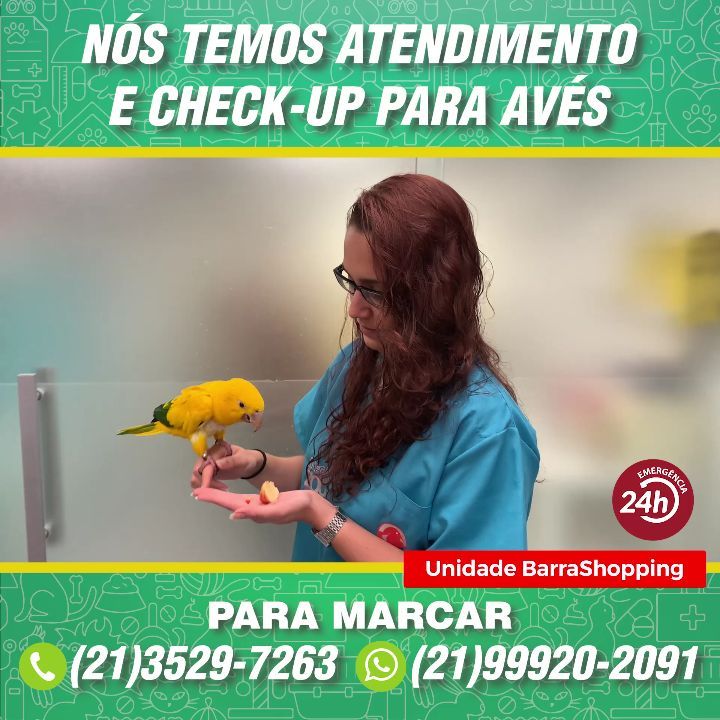 NÓS TEMOS ATENDIMENTO
E CHECK-UP PARA AVÉS
EMERGÊNCIA
24h
Unidade BarraShopping
PARA MARCAR
(21)3529-7263 (21)99920-2091